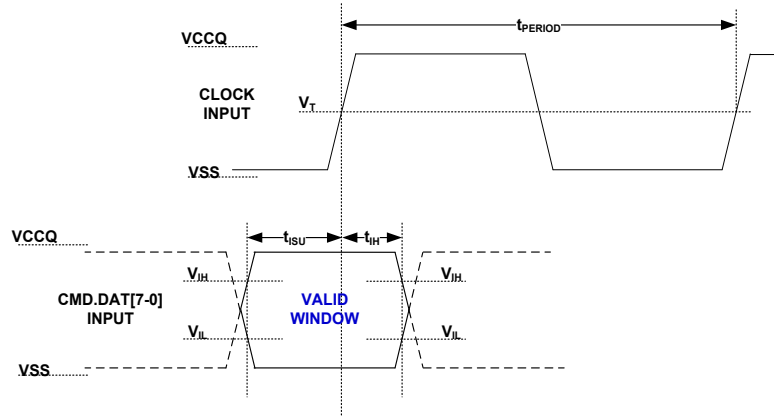 VCCQ
tPERIOD
CLOCK
INPUT
VT
VSS
VCCQ
tISU
tIH
VIH
VIH
CMD.DAT[7-0]
INPUT
VALID
WINDOW
VIL
VIL
VSS